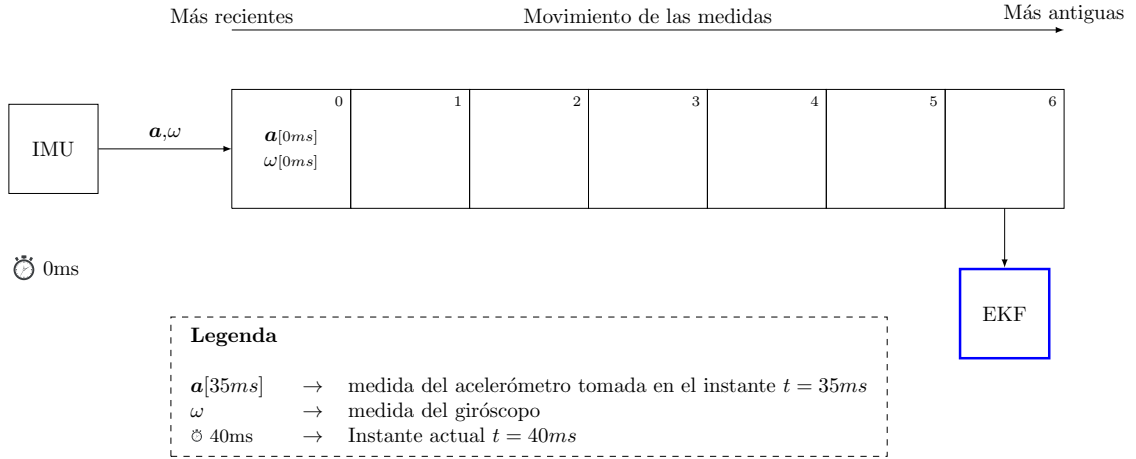 Más recientes Movimiento de las medidas Más antiguas
0 1 2 3 4 5 6
IMU a,ω a[0ms]
ω[0ms]
0ms
EKF
Legenda
a[35ms] → medida del acelerómetro tomada en el instante t = 35ms
ω → medida del giróscopo
⏱ 40ms → Instante actual t = 40ms